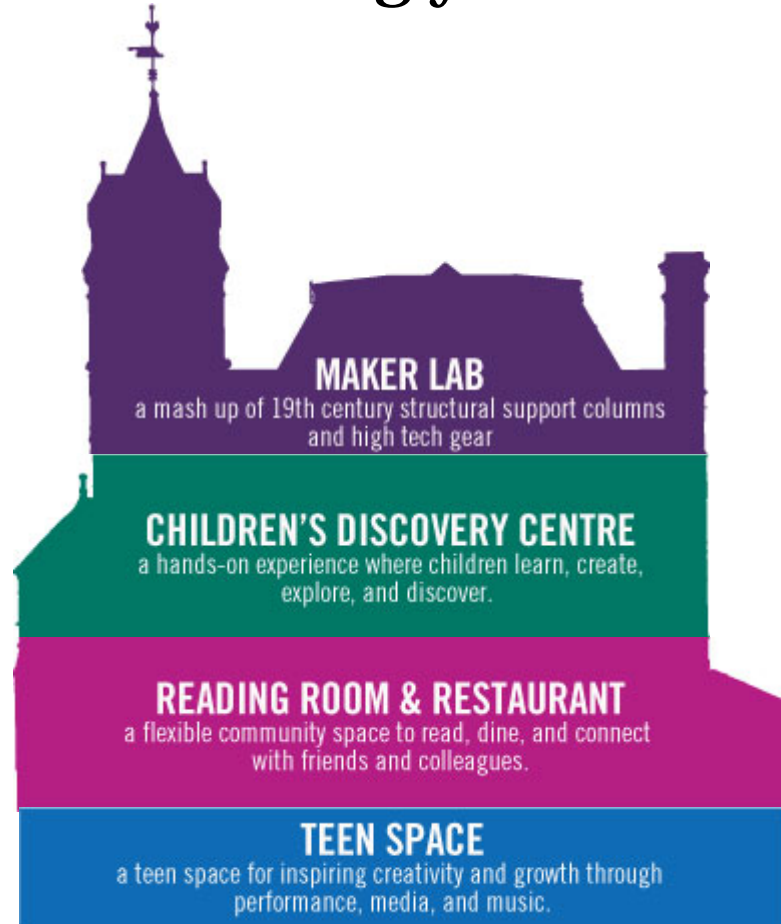 MAKER LAB
a mash up of 19th century structural support columns
and high tech gear
CHILDREN'S DISCOVERY CENTRE
a hands-on experience where children learn, create,
explore, and discover.
READING ROOM & RESTAURANT
a flexible community space to read, dine, and connect
with friends and colleagues.
TEEN SPACE
a teen space for inspiring creativity and growth through
performance, media, and music.